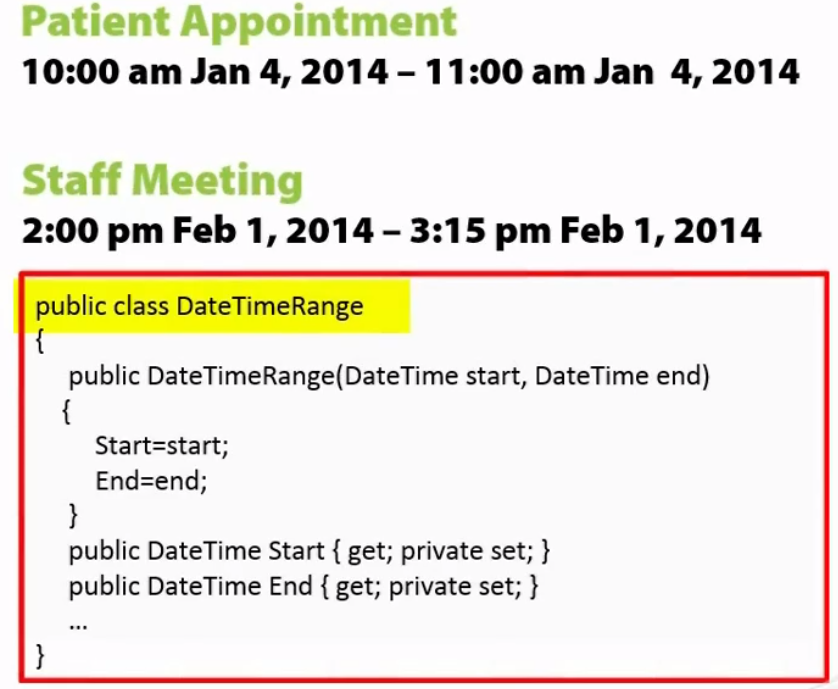 Patient Appointment
10:00 am Jan 4, 2014 – 11:00 am Jan 4, 2014
Staff Meeting
2:00 pm Feb 1, 2014 – 3:15 pm Feb 1, 2014
public class DateTimeRange
{
public DateTimeRange(DateTime start, DateTime end)
{
Start=start;
End=end;
}
public DateTime Start { get; private set; }
public DateTime End { get; private set; }
...
}